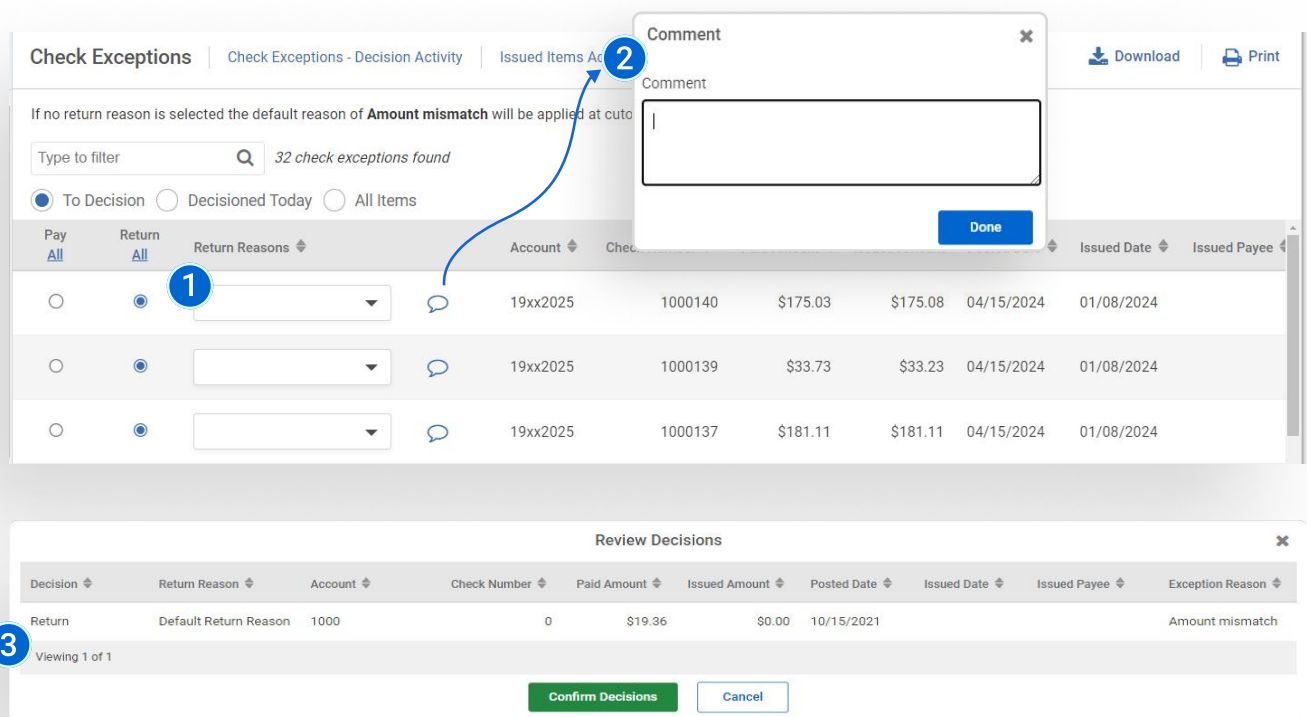 Comment
Check Exceptions Check Exceptions - Decision Activity Issued Items Ac 2 Download Print
Comment
If no return reason is selected the default reason of Amount mismatch will be applied at cuto
Type to filter 32 check exceptions found
To Decision Decisioned Today All Items
Done
Pay Return Return Reasons Account Issued Date Issued Payee
All All
1
19xx2025 1000140 $175.03 $175.08 04/15/2024 01/08/2024
19xx2025 1000139 $33.73 $33.23 04/15/2024 01/08/2024
19xx2025 1000137 $181.11 $181.11 04/15/2024 01/08/2024
Review Decisions
Decision Return Reason Account Check Number Paid Amount Issued Amount Posted Date Issued Date Issued Payee Exception Reason
Return Default Return Reason 1000 0 $19.36 $0.00 10/15/2021 Amount mismatch
3
Viewing 1 of 1
Confirm Decisions Cancel